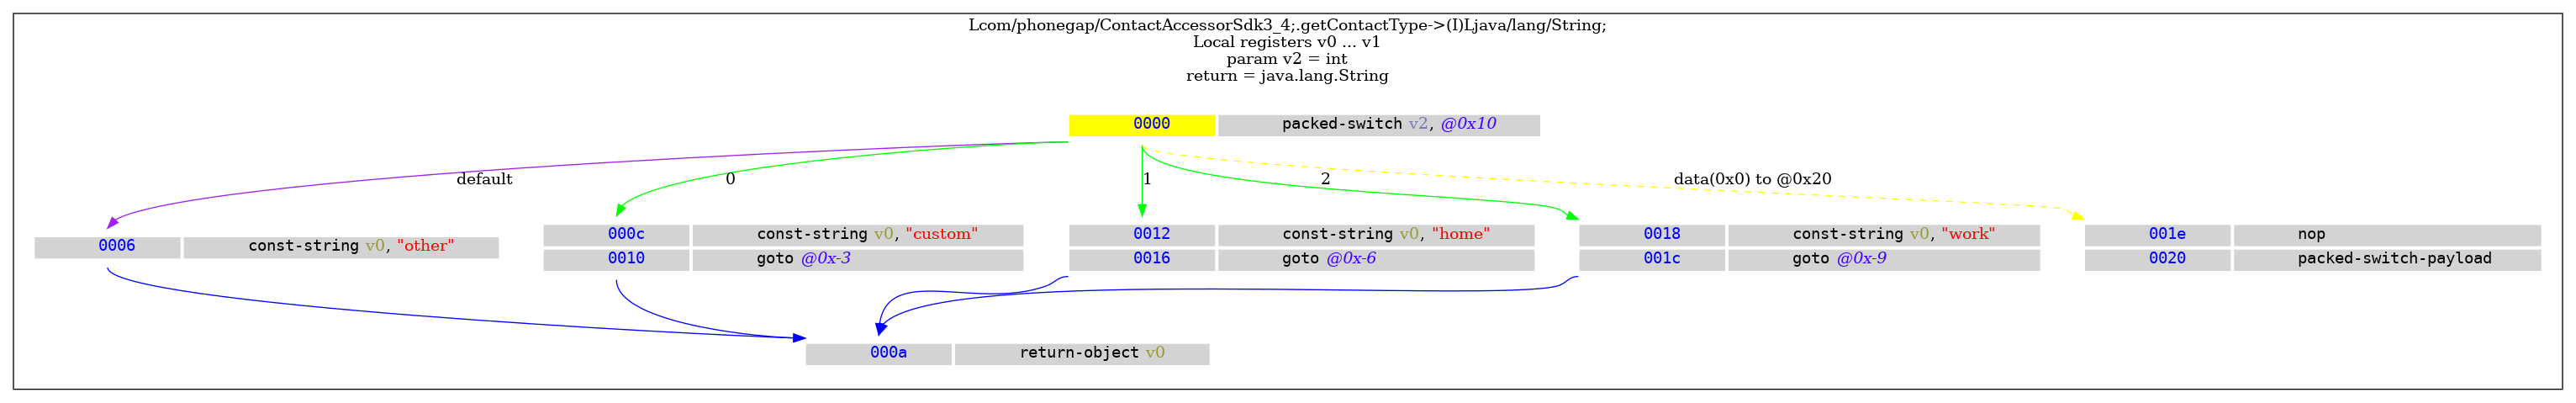 Lcom/phonegap/ContactAccessorSdk3_4;.getContactType->(I)Ljava/lang/String;
Local registers v0 ... v1
param v2 = int
return = java.lang.String
0000 packed-switch v2, @0x10
default 0 1 2 data(0x0) to @0x20
0006 const-string v0, "other"
000c const-string v0, "custom"
0010 goto @0x-3
0012 const-string v0, "home"
0016 goto @0x-6
0018 const-string v0, "work"
001c goto @0x-9
001e nop
0020 packed-switch-payload
000a return-object v0